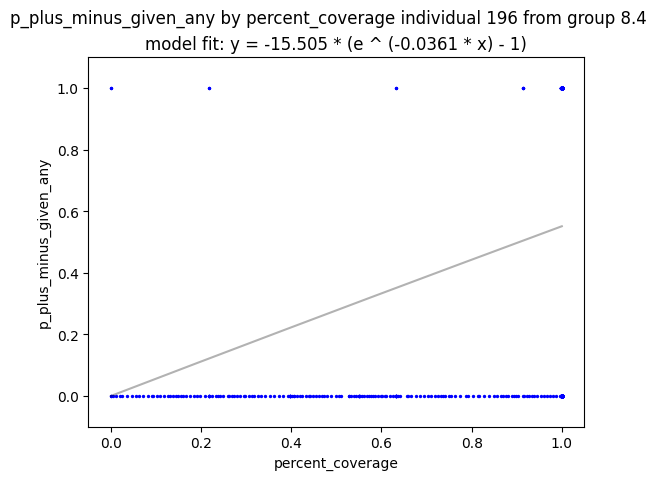 p_plus_minus_given_any by percent_coverage individual 196 from group 8.4
model fit: y = -15.505 * (e ^ (-0.0361 * x) - 1)
1.0
0.8
0.6
0.4
0.2
0.0
p_plus_minus_given_any
0.0 0.2 0.4 0.6 0.8 1.0
percent_coverage